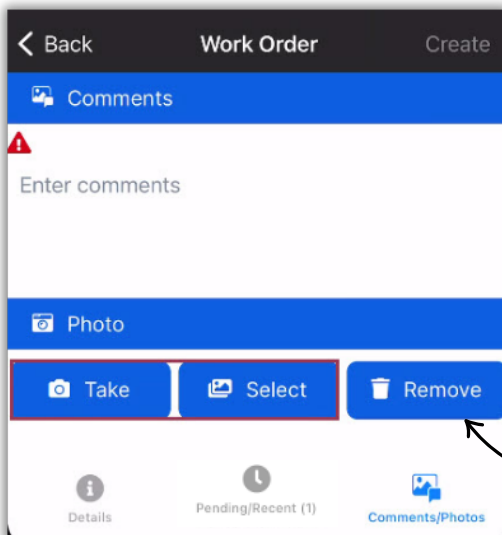 Back Work Order Create
Comments
Enter comments
Photo
Take Select Remove
Details Pending/Recent (1) Comments/Photos